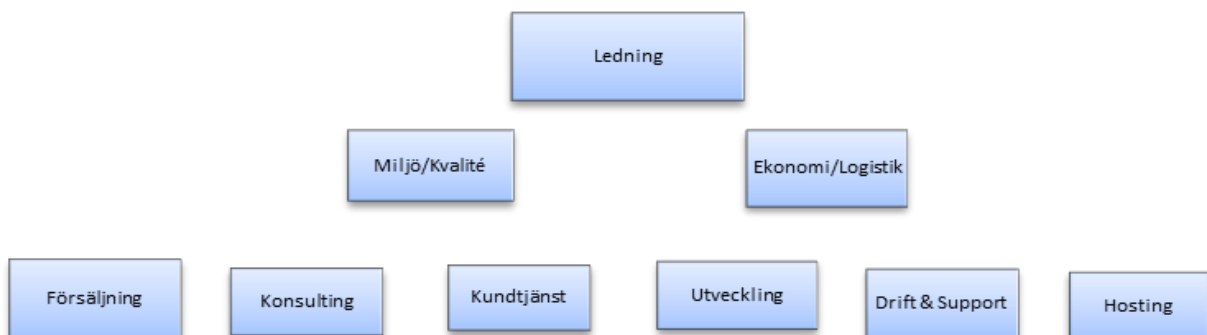 Ledning
Miljö/Kvalité
Ekonomi/Logistik
Försäljning
Konsulting
Kundtjänst
Utveckling
Drift & Support
Hosting